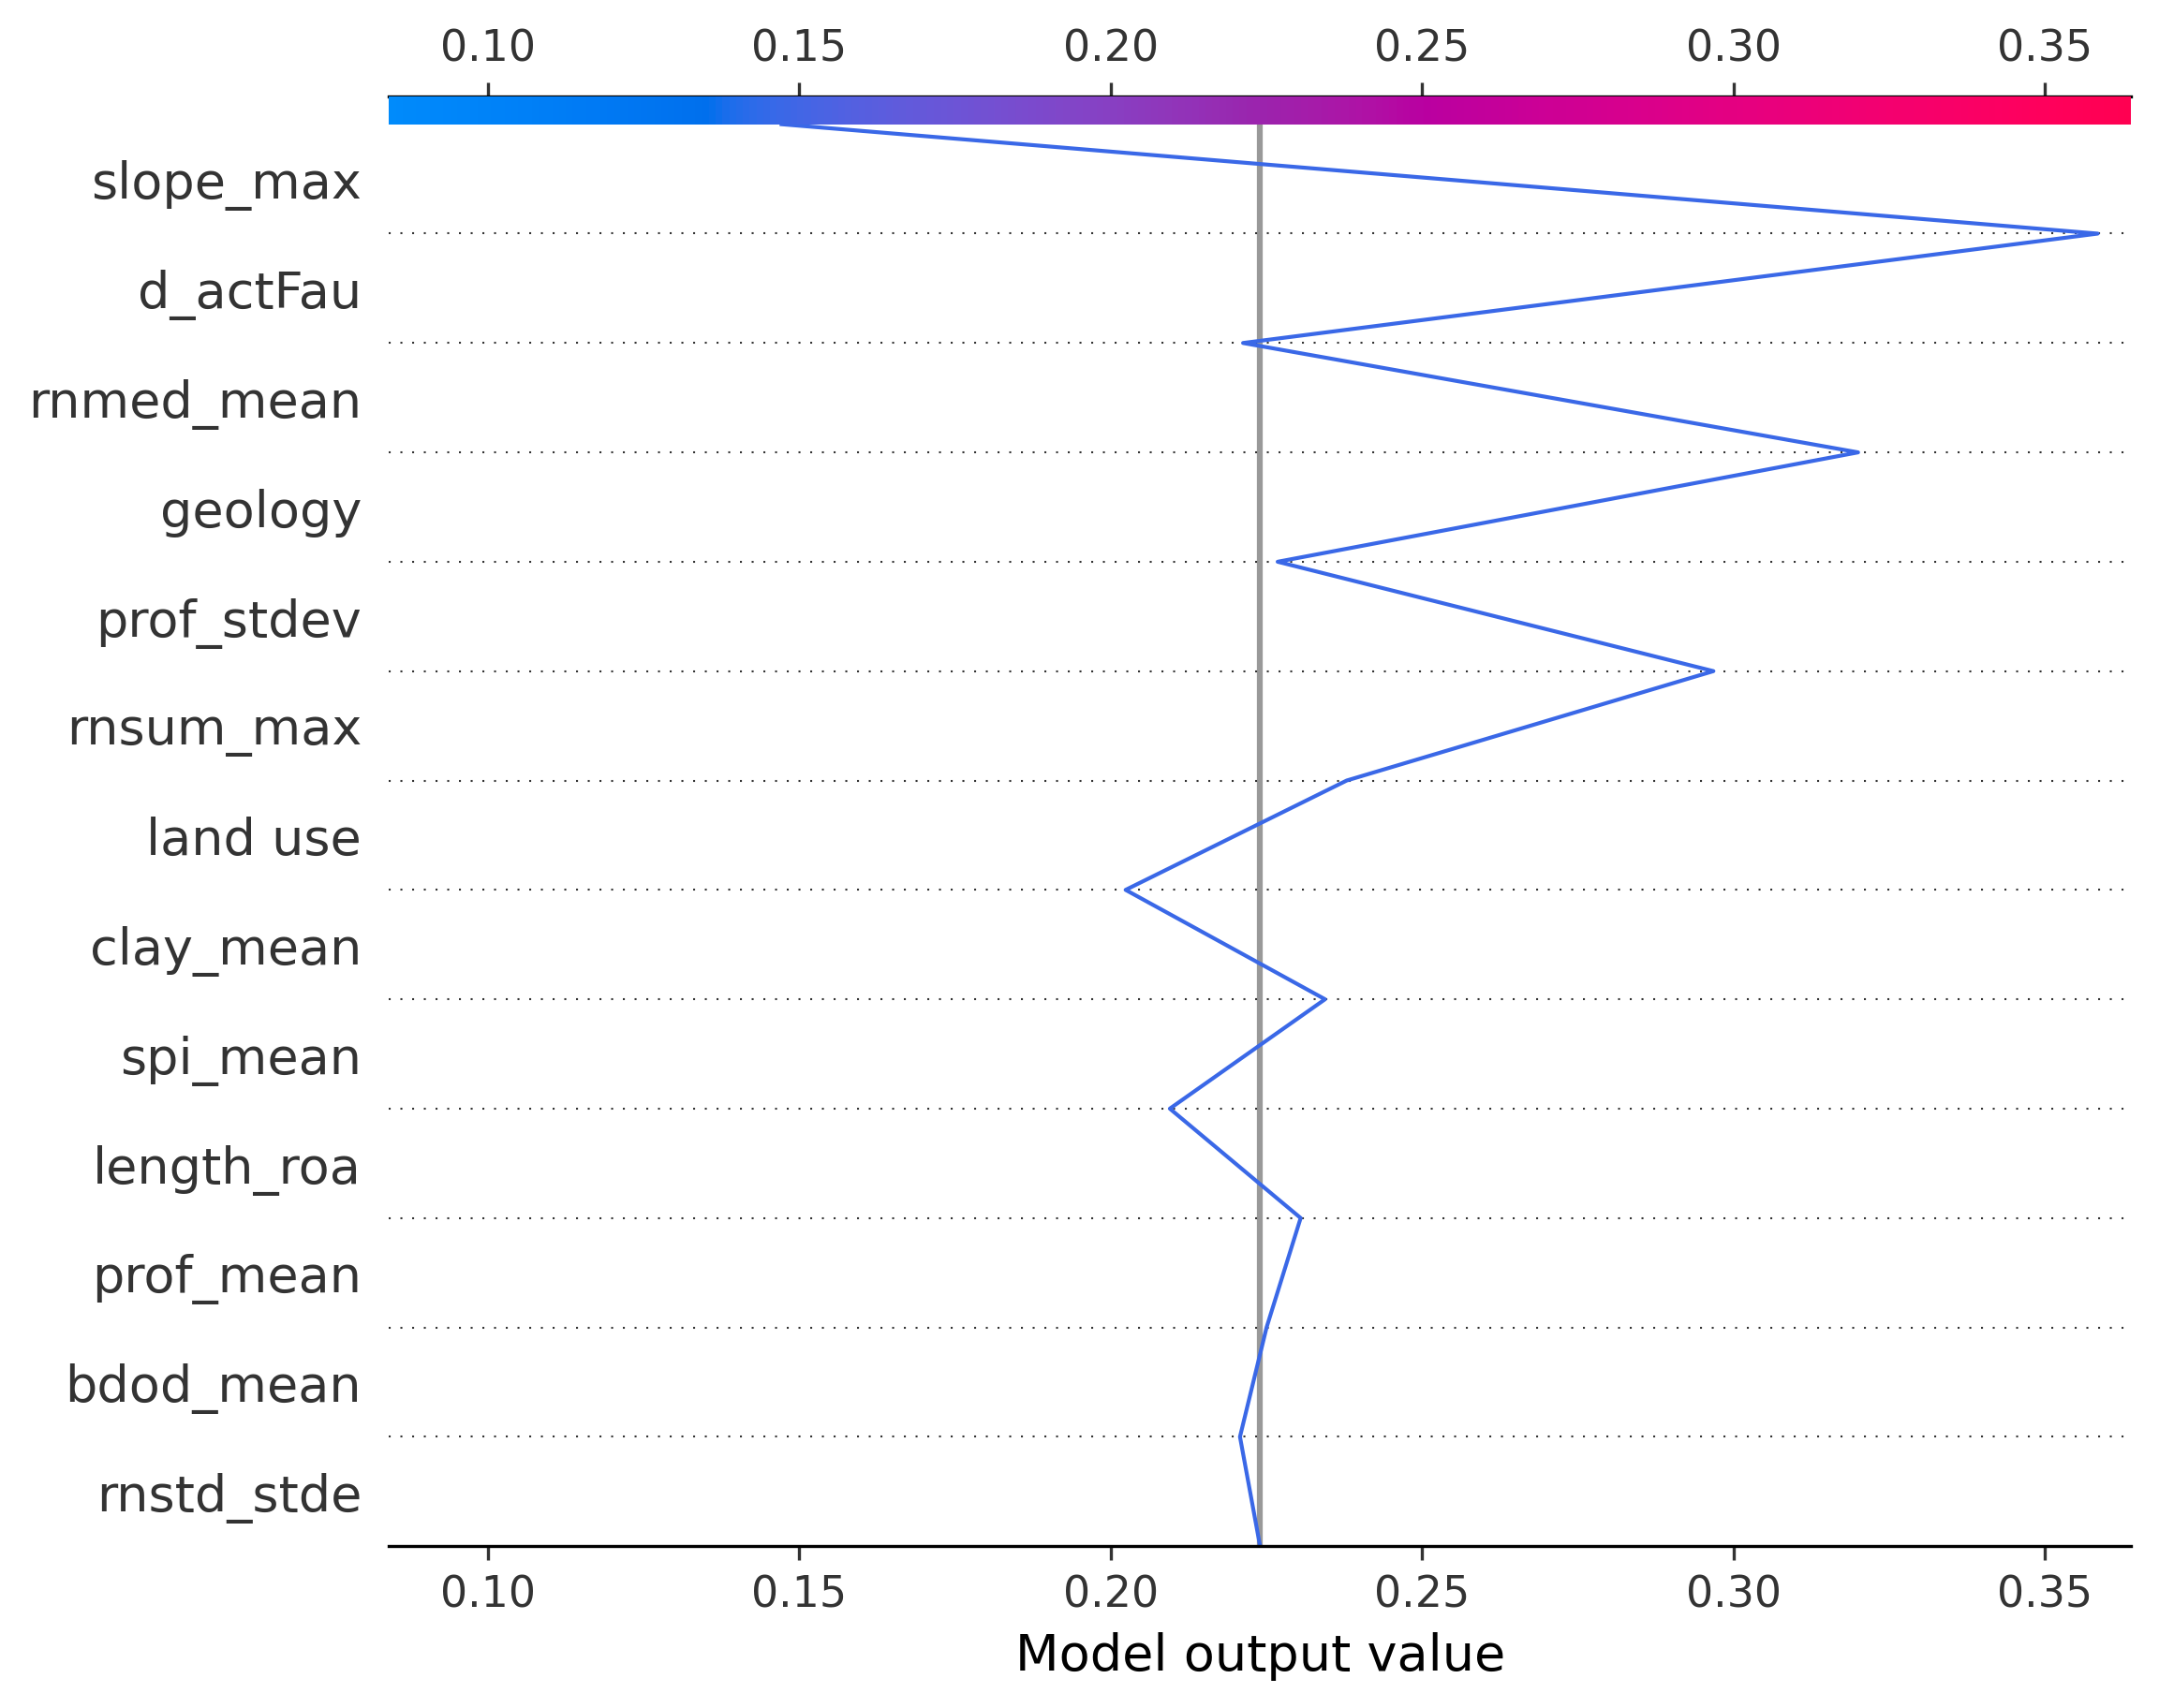 0.10 0.15 0.20 0.25 0.30 0.35
slope_max
d_actFau
rnmed_mean
geology
prof_stdev
rnsum_max
land use
clay_mean
spi_mean
length_roa
prof_mean
bdod_mean
rnstd_stde
0.10 0.15 0.20 0.25 0.30 0.35
Model output value